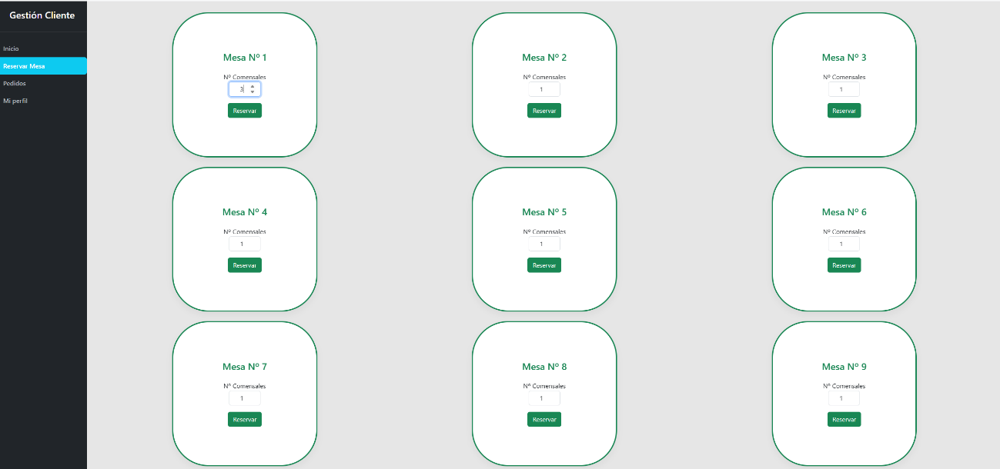 Gestión Cliente
Inicio
Reservar Mesa
Pedidos
Mi perfil
Mesa Nº 1
Nº Comensales
3
Reservar
Mesa Nº 2
Nº Comensales
1
Reservar
Mesa Nº 3
Nº Comensales
1
Reservar
Mesa Nº 4
Nº Comensales
1
Reservar
Mesa Nº 5
Nº Comensales
1
Reservar
Mesa Nº 6
Nº Comensales
1
Reservar
Mesa Nº 7
Nº Comensales
1
Reservar
Mesa Nº 8
Nº Comensales
1
Reservar
Mesa Nº 9
Nº Comensales
1
Reservar